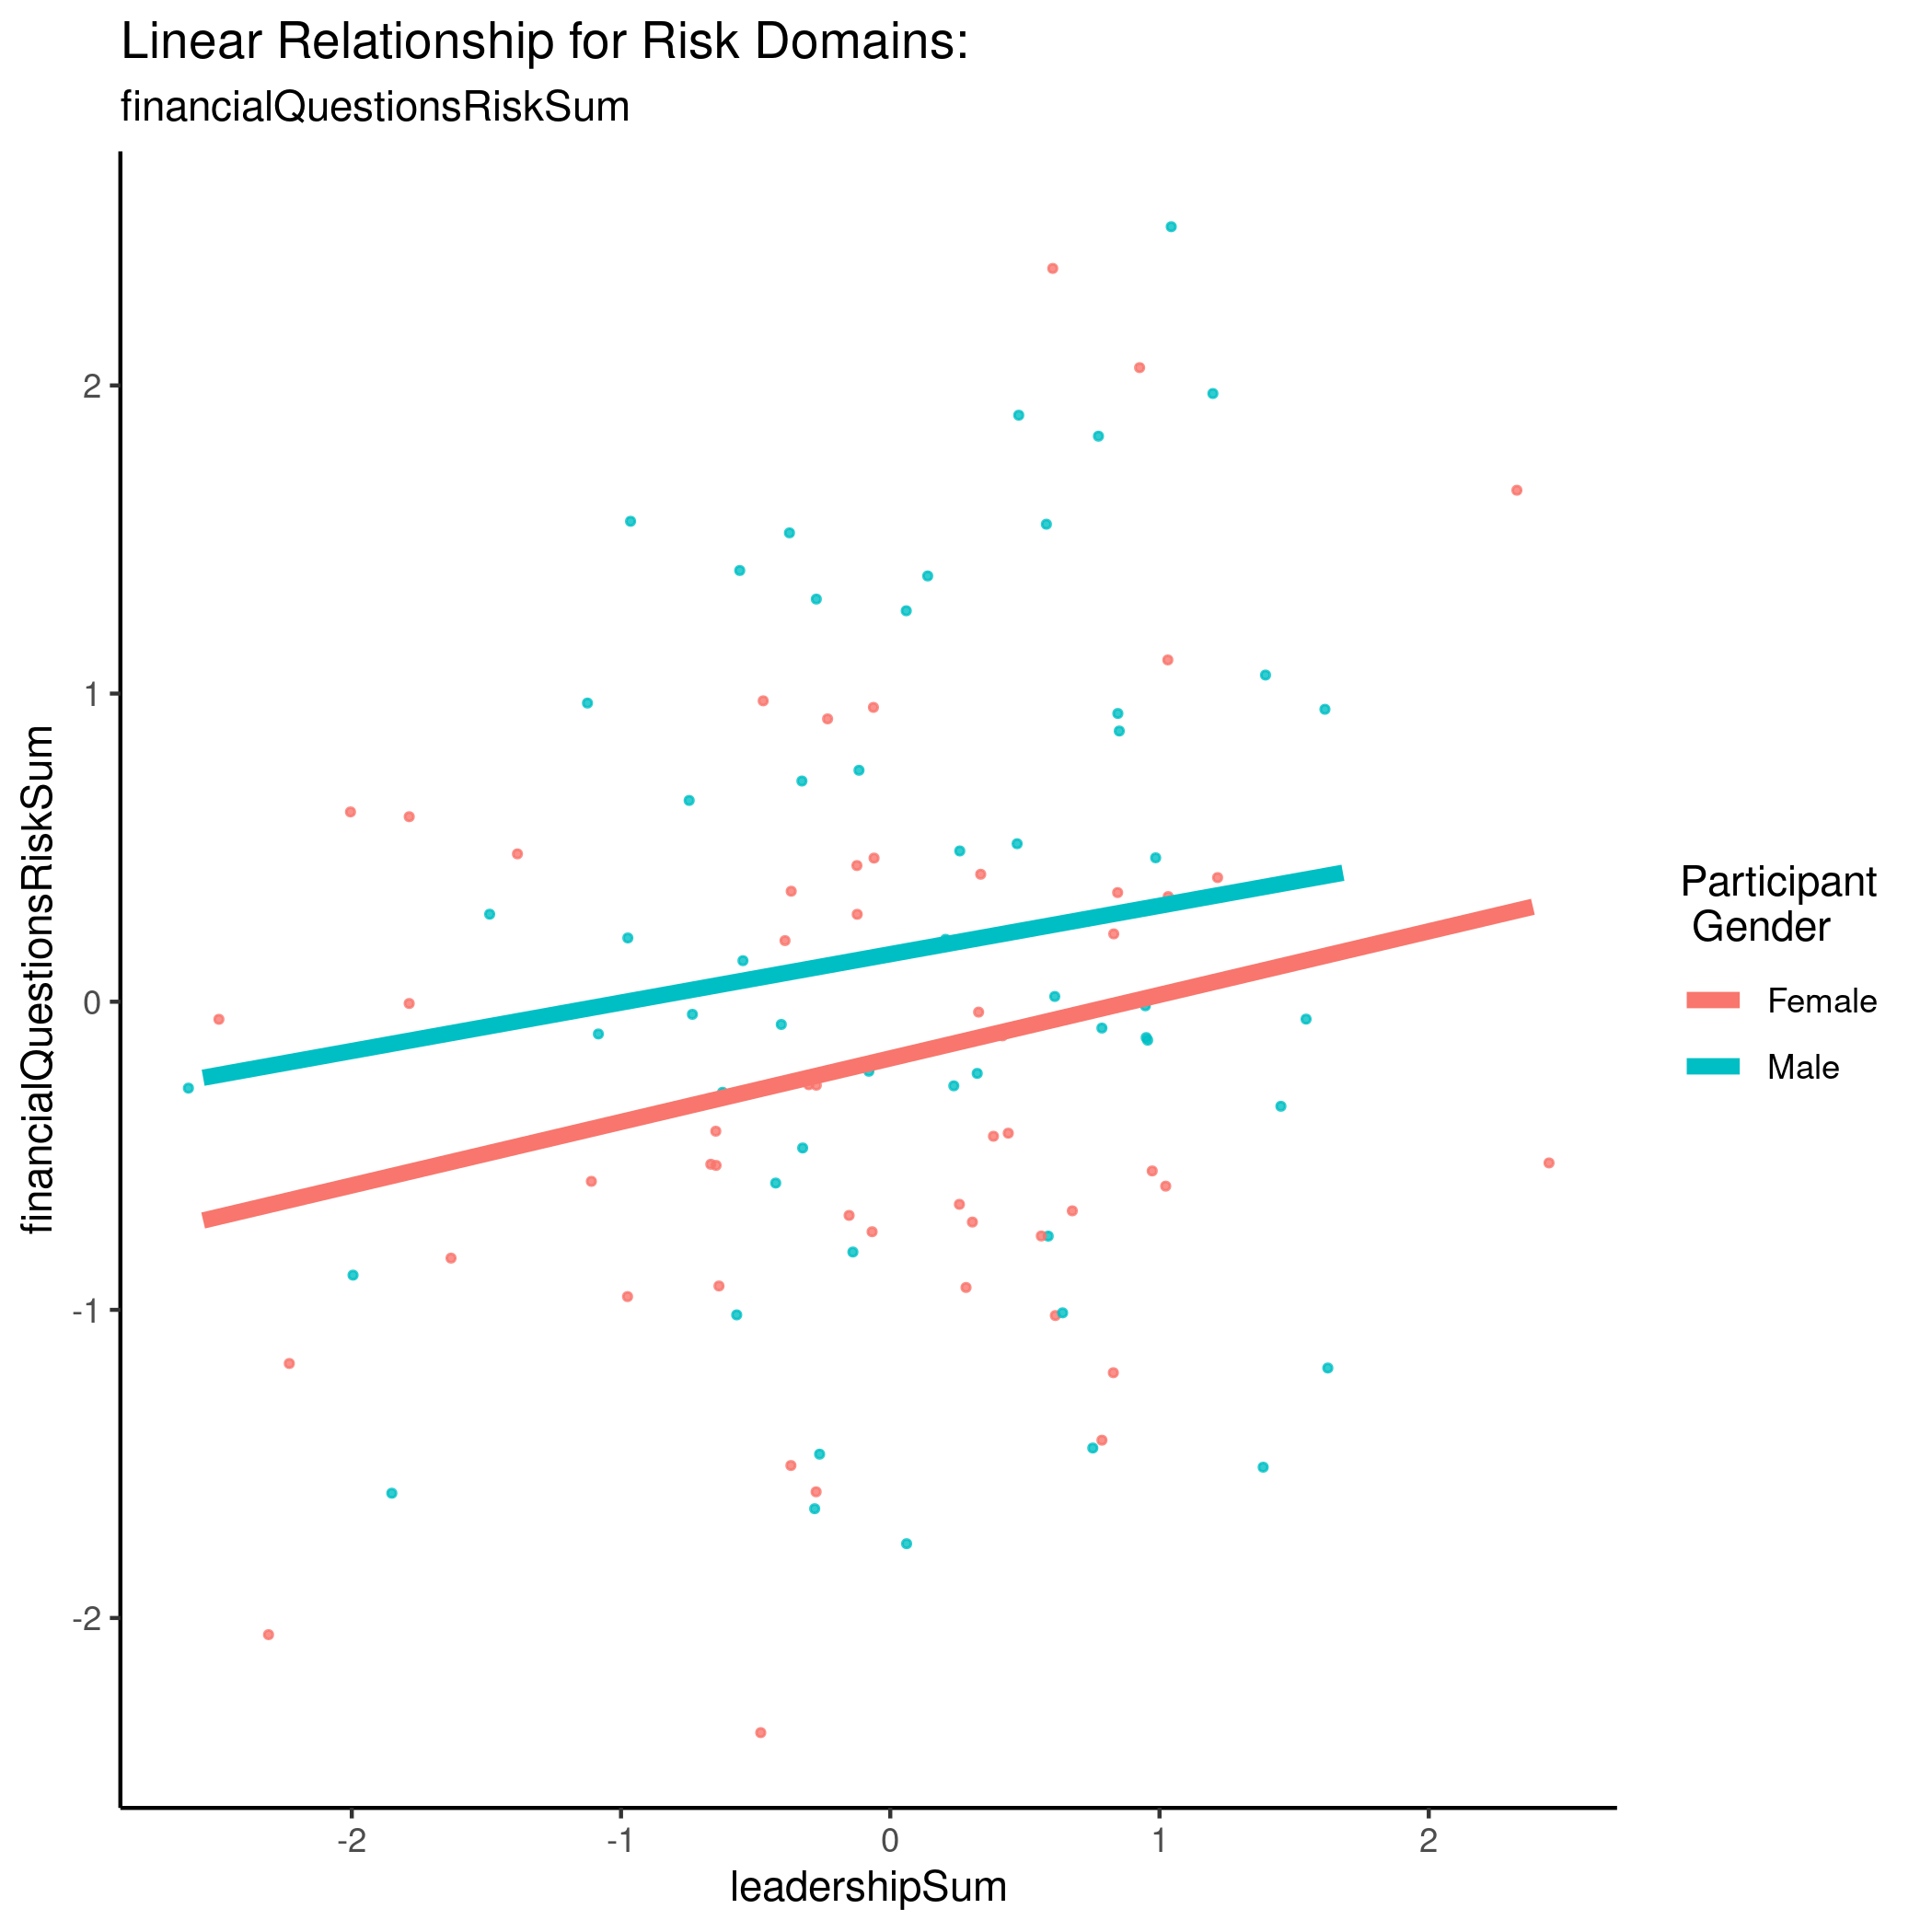 Linear Relationship for Risk Domains:
financialQuestionsRiskSum
financialQuestionsRiskSum
2
1
0
-1
-2
-2
-1
0
1
2
leadershipSum
Participant
Gender
Female
Male